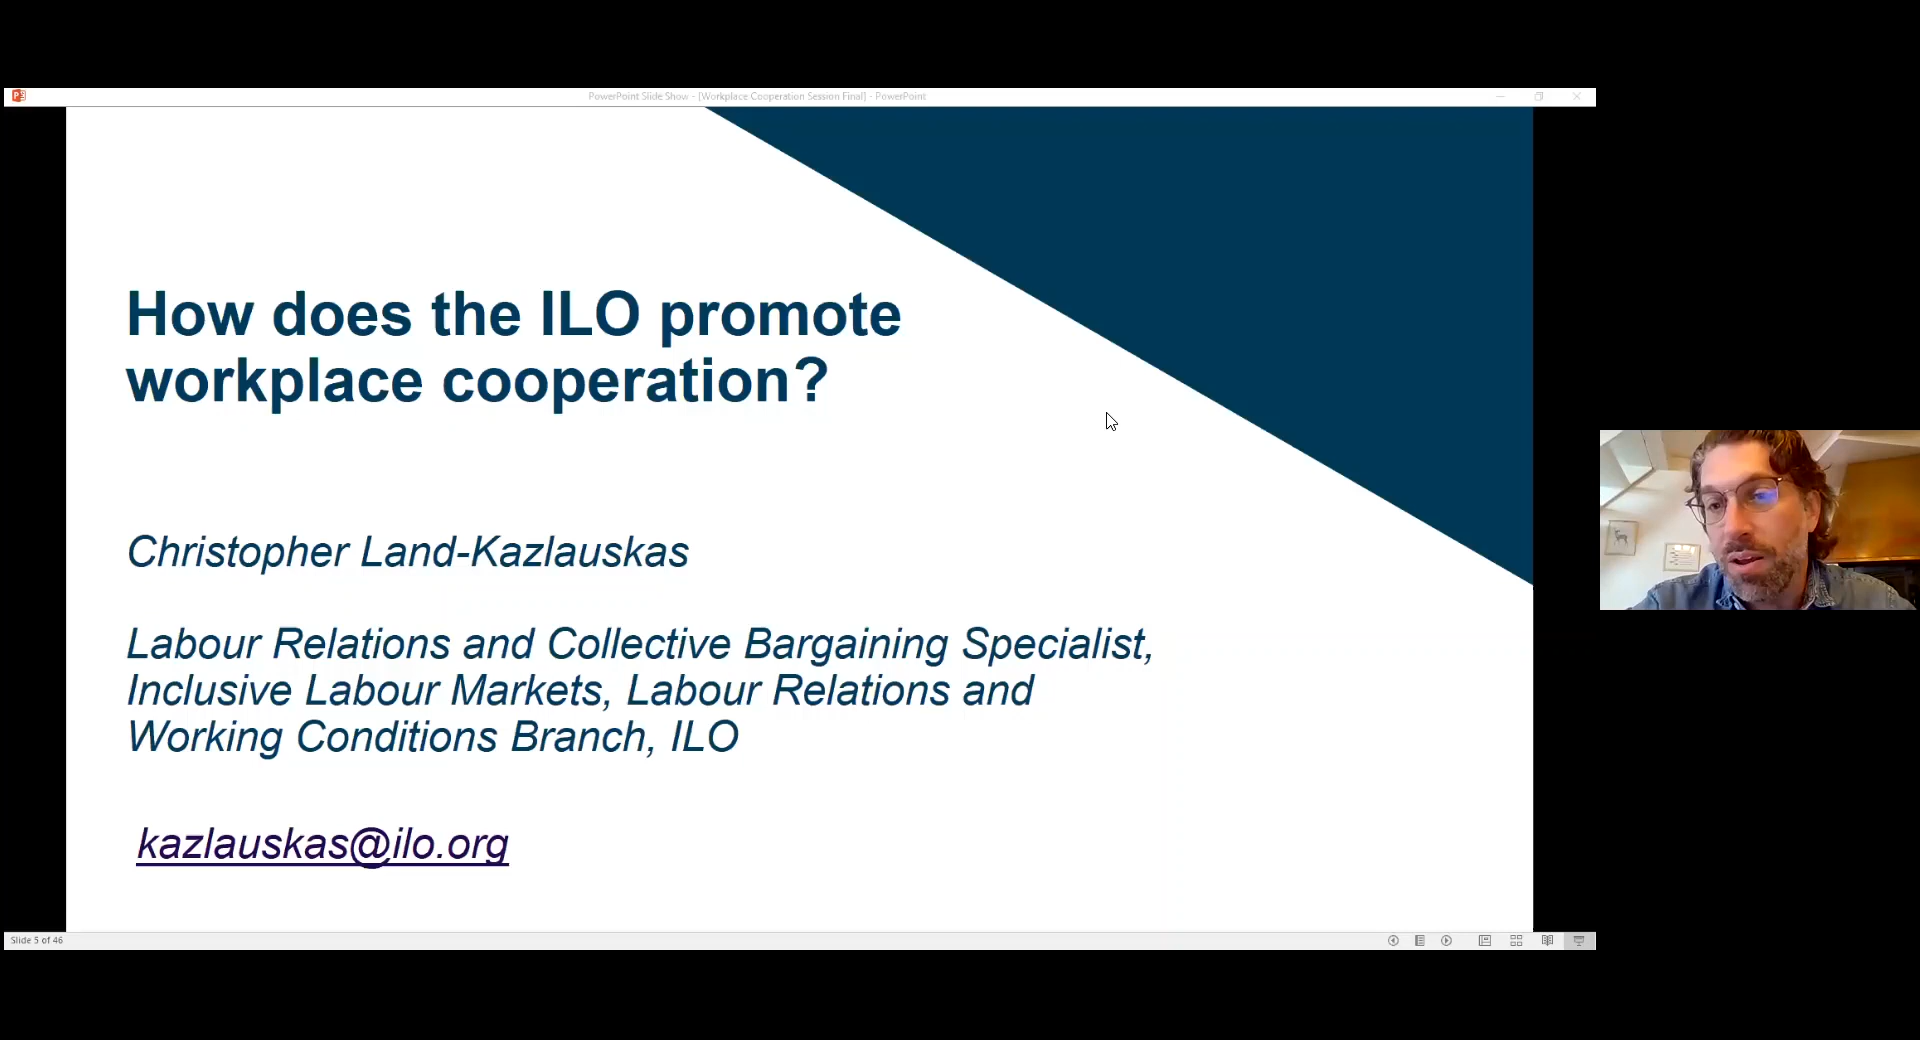 PowerPoint Slide Show - [Workplace Cooperation Session Final] - PowerPoint
How does the ILO promote
workplace cooperation?
Christopher Land-Kazlauskas
Labour Relations and Collective Bargaining Specialist,
Inclusive Labour Markets, Labour Relations and
Working Conditions Branch, ILO
kazlauskas@ilo.org
Slide 5 of 46